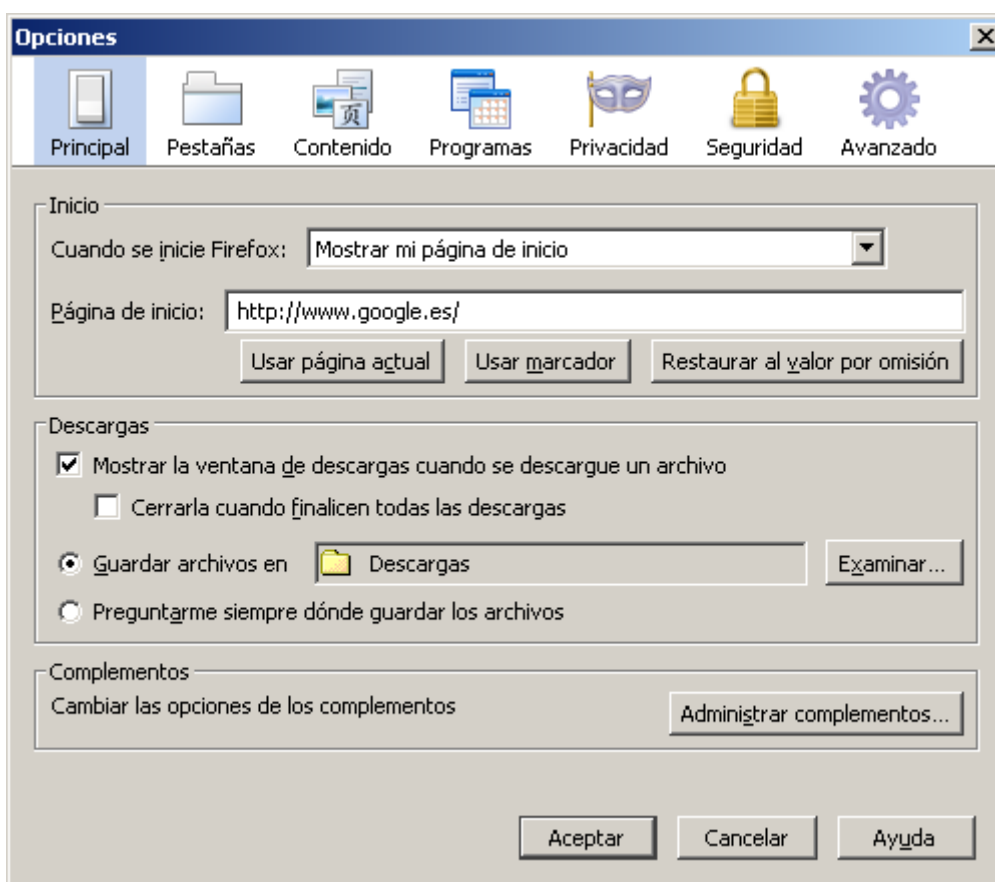 Opciones
页
Principal Pestañas Contenido Programas Privacidad Seguridad Avanzado
Inicio
Cuando se inicie Firefox: Mostrar mi página de inicio
Página de inicio: http://www.google.es/
Usar página actual Usar marcador Restaurar al valor por omisión
Descargas
Mostrar la ventana de descargas cuando se descargue un archivo
Cerrarla cuando finalicen todas las descargas
Guardar archivos en Descargas Examinar...
Preguntarme siempre dónde guardar los archivos
Complementos
Cambiar las opciones de los complementos Administrar complementos...
Aceptar Cancelar Ayuda